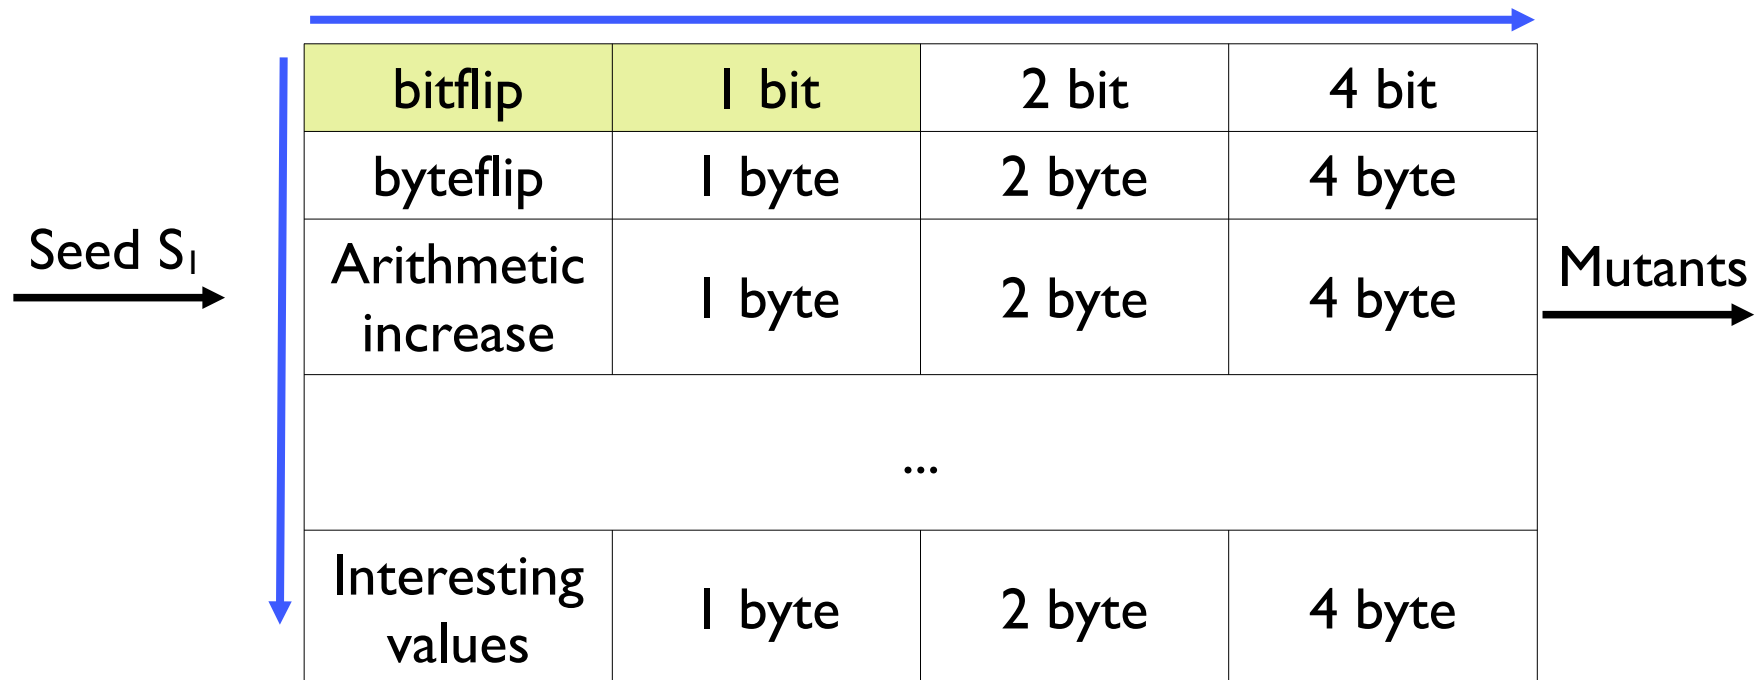 bitflip 1 bit 2 bit 4 bit
byteflip 1 byte 2 byte 4 byte
Seed S₁
Arithmetic
increase
1 byte 2 byte 4 byte
Mutants
...
Interesting
values
1 byte 2 byte 4 byte